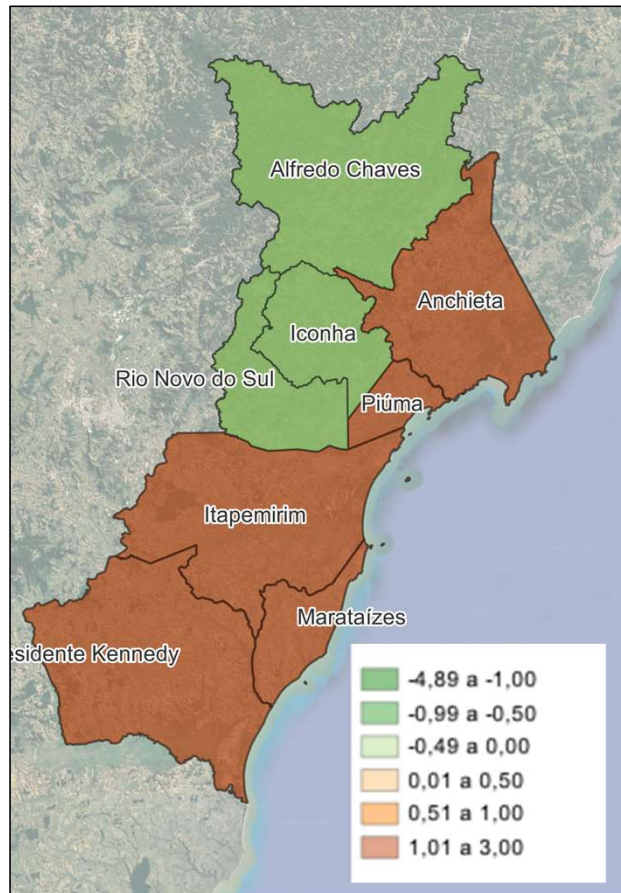 Alfredo Chaves
Anchieta
Iconha
Rio Novo do Sul
Piúma
Itapemirim
Marataízes
esidente Kennedy
-4,89 a -1,00
-0,99 a -0,50
-0,49 a 0,00
0,01 a 0,50
0,51 a 1,00
1,01 a 3,00